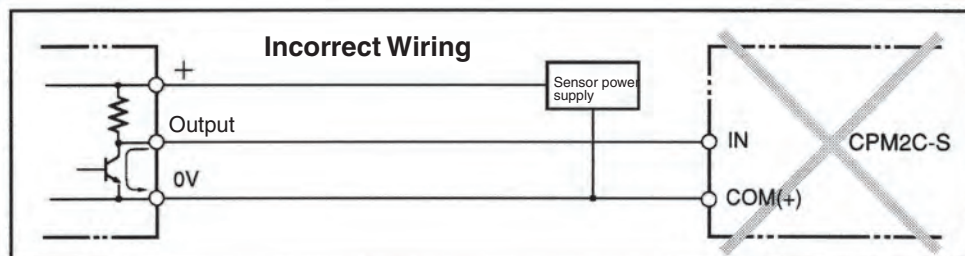 Incorrect Wiring
+
Sensor power
supply
Output
IN
CPM2C-S
0V
COM(+)